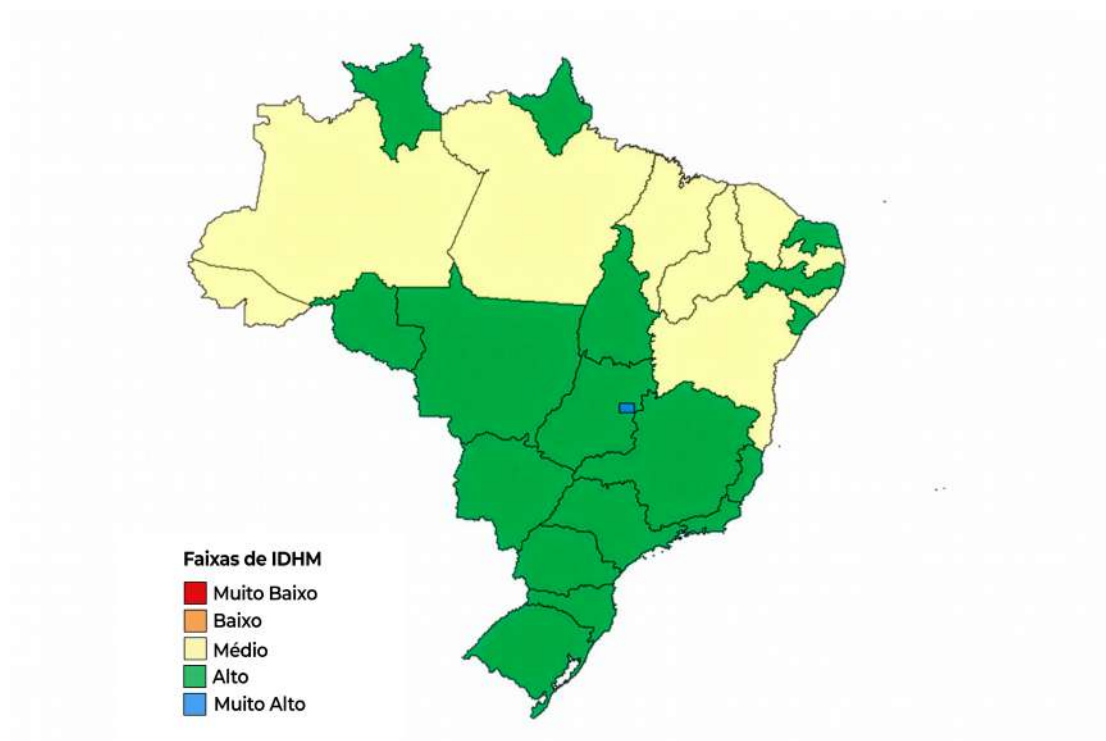 Faixas de IDHM
Muito Baixo
Baixo
Médio
Alto
Muito Alto